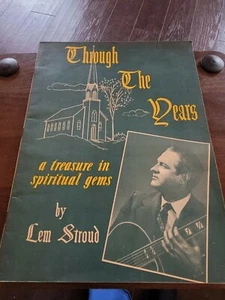 Through
The
Years
a treasure in
spiritual gems
by
Lem Stroud